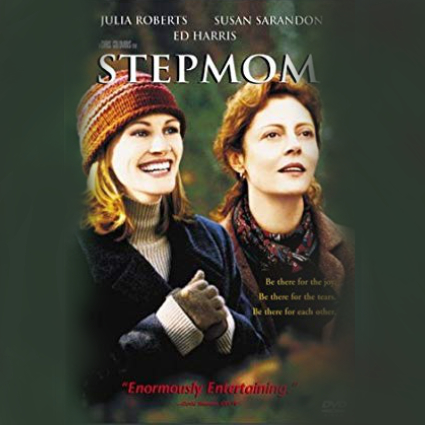 JULIA ROBERTS SUSAN SARANDON
ED HARRIS
STEPMOM
Be there for the joy.
Be there for the tears.
Be there for each other.
"Enormously Entertaining."
DVD